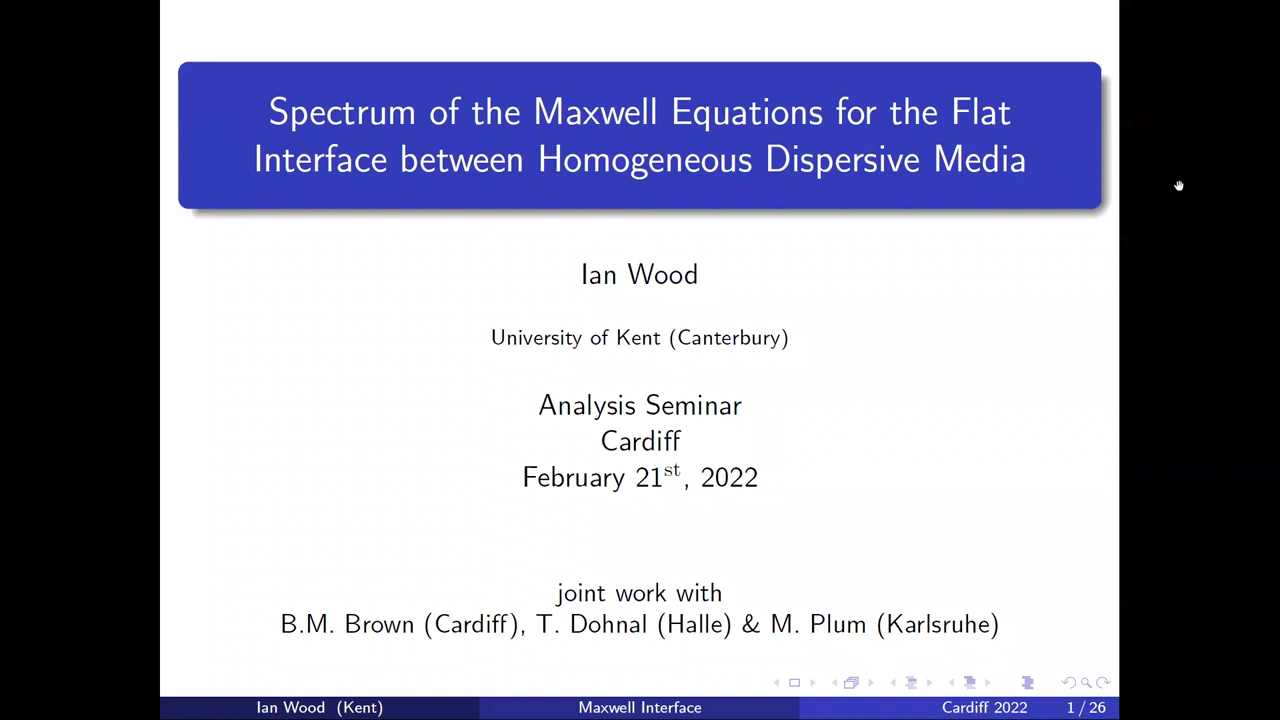 Spectrum of the Maxwell Equations for the Flat
Interface between Homogeneous Dispersive Media
Ian Wood
University of Kent (Canterbury)
Analysis Seminar
Cardiff
February 21st, 2022
joint work with
B.M. Brown (Cardiff), T. Dohnal (Halle) & M. Plum (Karlsruhe)
Ian Wood (Kent) Maxwell Interface Cardiff 2022 1 / 26